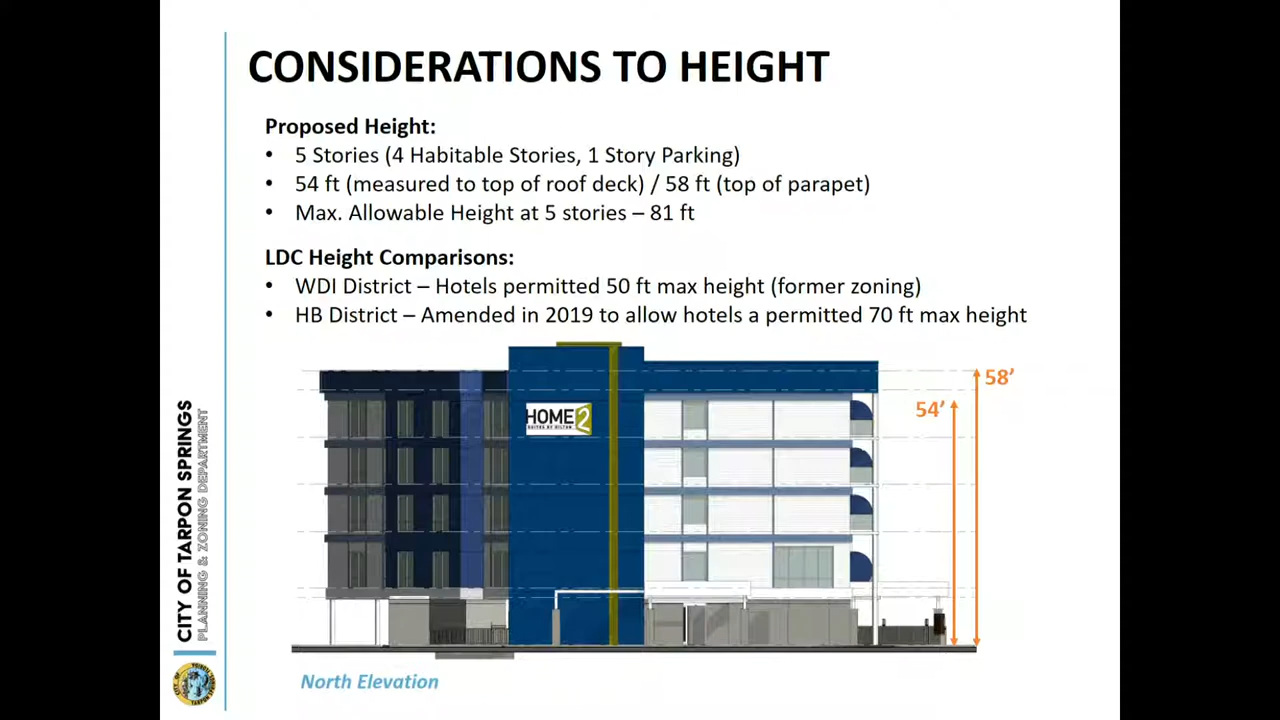 CONSIDERATIONS TO HEIGHT
Proposed Height:
• 5 Stories (4 Habitable Stories, 1 Story Parking)
• 54 ft (measured to top of roof deck) / 58 ft (top of parapet)
• Max. Allowable Height at 5 stories – 81 ft
LDC Height Comparisons:
• WDI District – Hotels permitted 50 ft max height (former zoning)
• HB District – Amended in 2019 to allow hotels a permitted 70 ft max height
58'
54'
HOME2
SUITES BY HILTON
North Elevation
CITY OF TARPON SPRINGS
PLANNING & ZONING DEPARTMENT